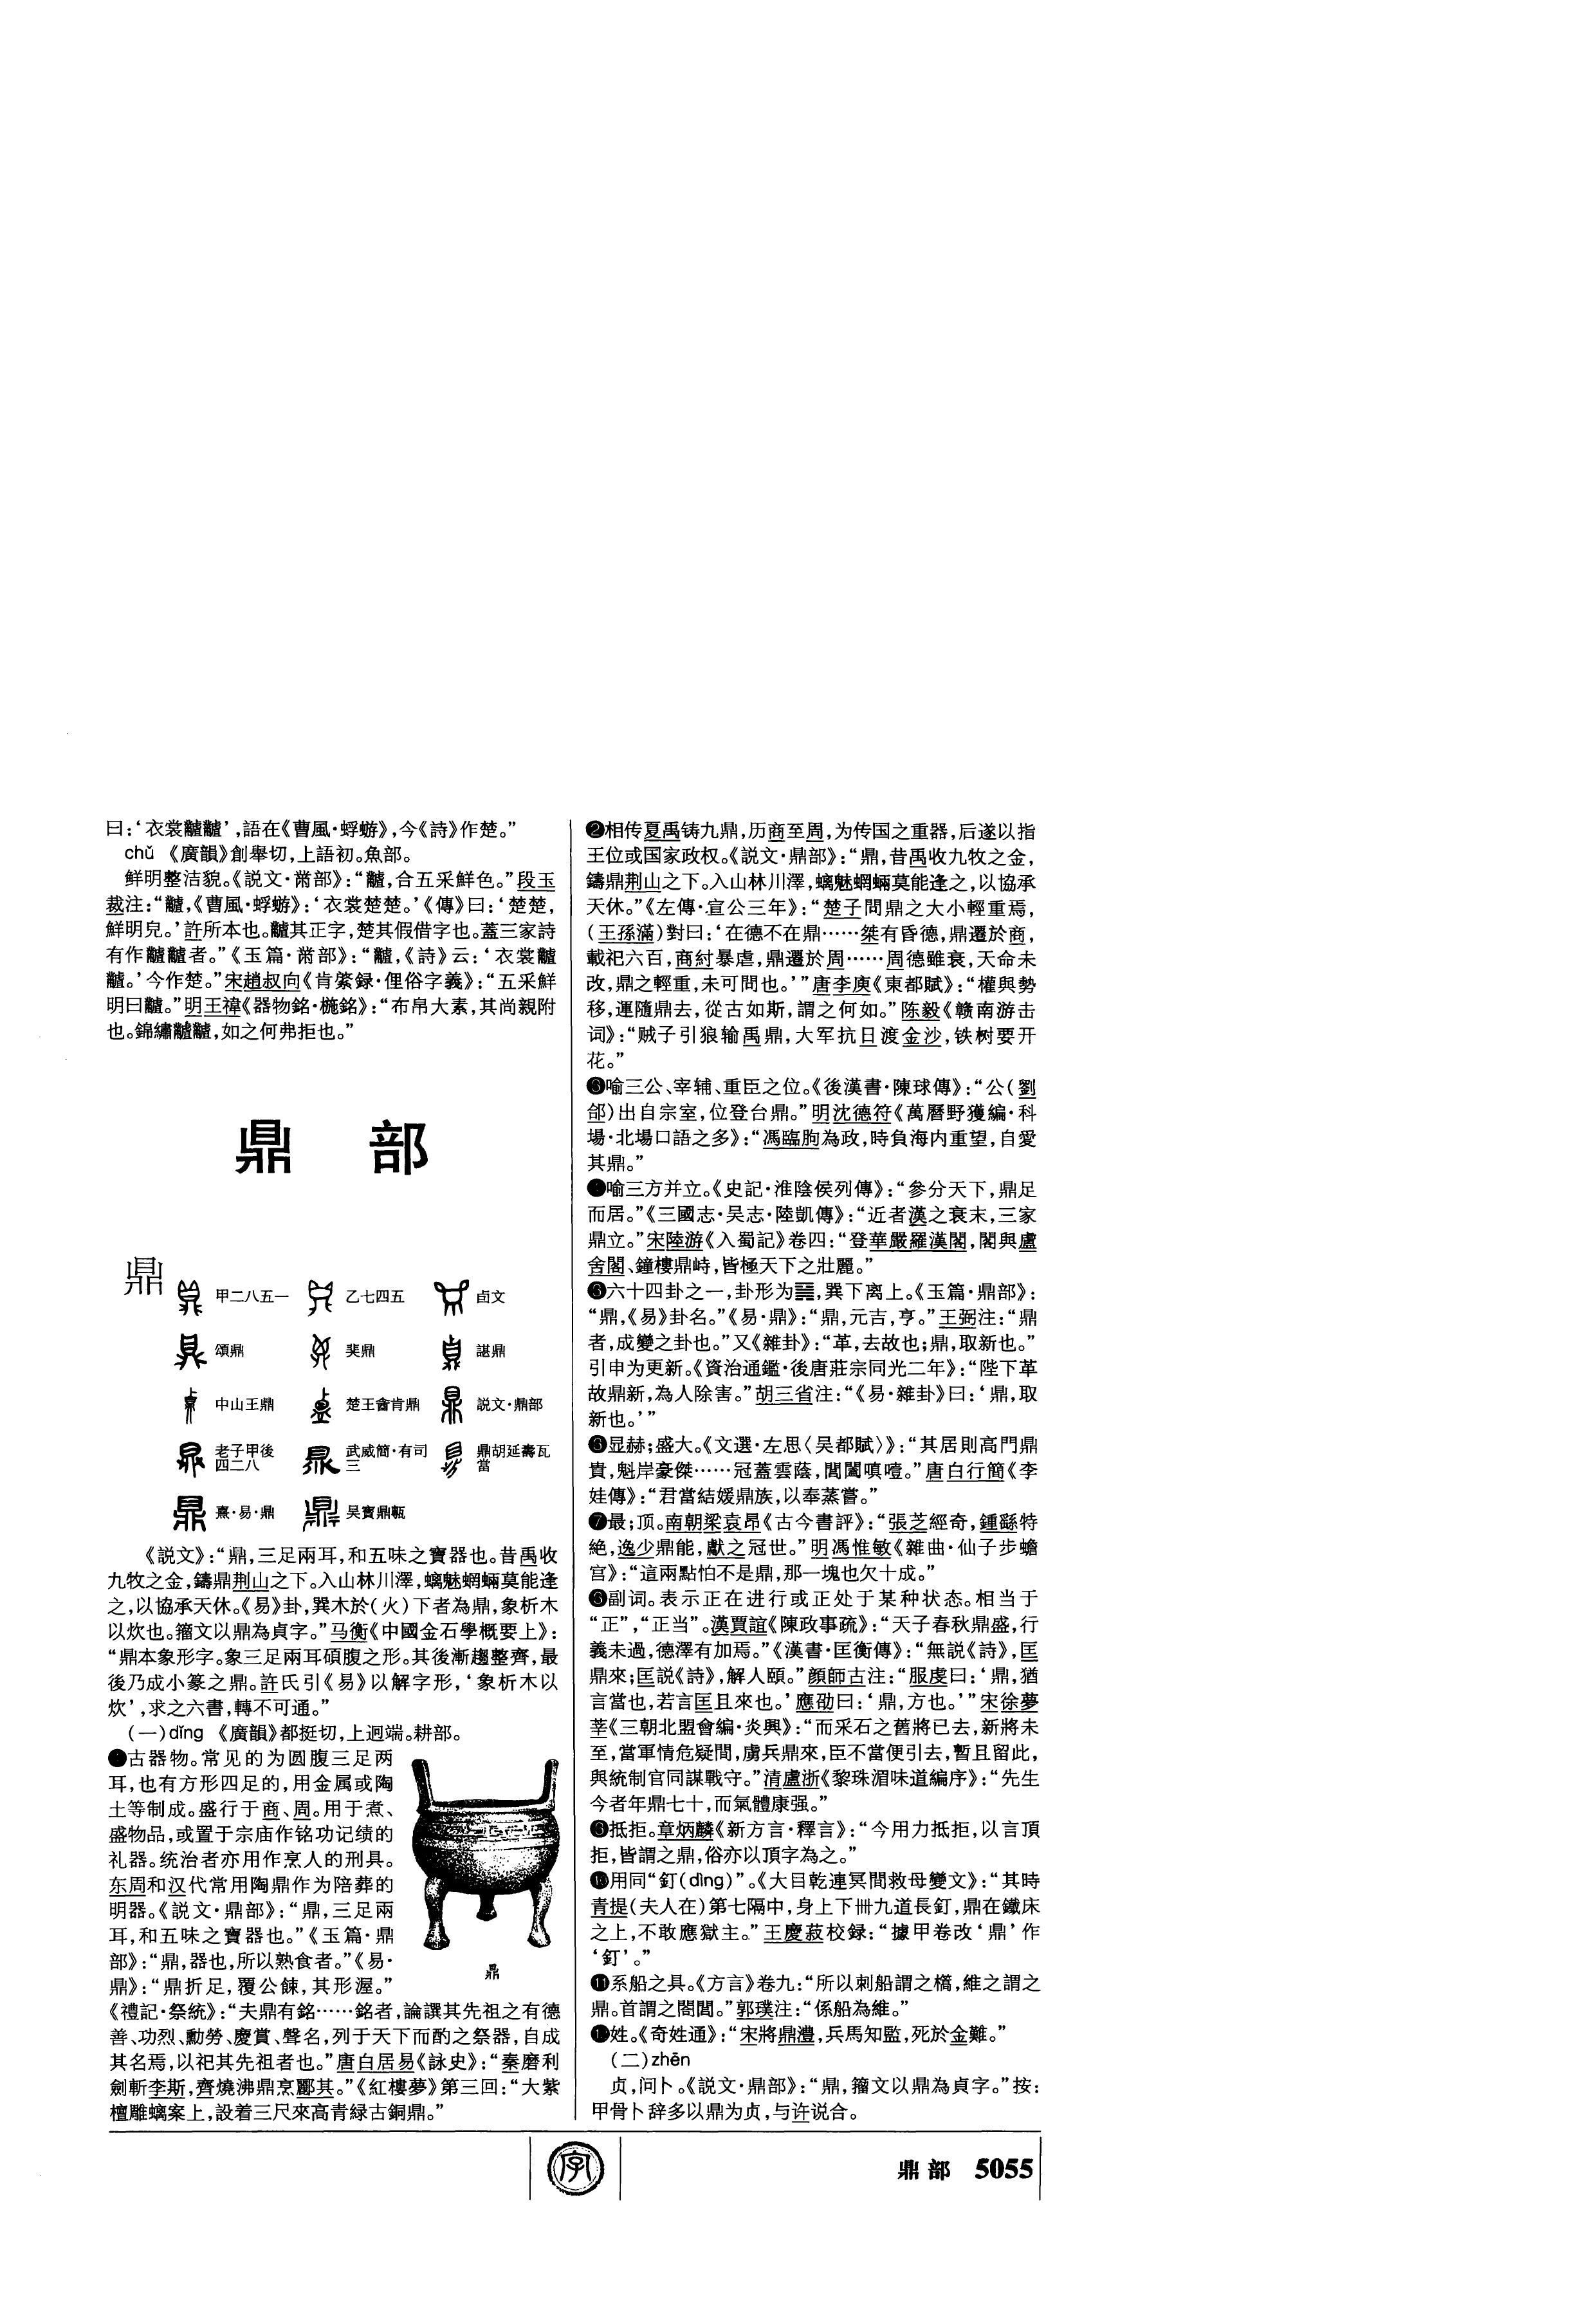 曰:‘衣裳䊂䊂’,語在《曹風·蜉蝣》,今《詩》作楚。”
chǔ 《廣韻》創舉切,上語初。魚部。
鮮明整洁貌。《説文·黹部》:“䊂,合五采鮮色。”段玉
裁注:“䊂,《曹風·蜉蝣》:‘衣裳楚楚。’《傳》曰:‘楚楚,
鮮明皃。’許所本也。䊂其正字,楚其假借字也。蓋三家詩
有作䊂䊂者。”《玉篇·黹部》:“䊂,《詩》云:‘衣裳䊂
䊂。’今作楚。”宋趙叔向《肯綮録·俚俗字義》:“五采鮮
明曰䊂。”明王禕《器物銘·椸銘》:“布帛大素,其尚親附
也。錦繡䊂䊂,如之何弗拒也。”
鼎 部
鼎
甲二八五一 乙七四五 卣文
頌鼎 㠱鼎 諶鼎
中山王鼎 楚王酓肯鼎 説文·鼎部
老子甲後四二八 武威簡·有司三 鼎胡延壽瓦當
熹·易·鼎 吴寶鼎甎
《説文》:“鼎,三足兩耳,和五味之寶器也。昔禹收
九牧之金,鑄鼎荆山之下。入山林川澤,螭魅蝄蜽莫能逢
之,以協承天休。《易》卦,巽木於(火)下者為鼎,象析木
以炊也。籀文以鼎為貞字。”马衡《中國金石學概要上》:
“鼎本象形字。象三足兩耳碩腹之形。其後漸趨整齊,最
後乃成小篆之鼎。許氏引《易》以解字形,‘象析木以
炊’,求之六書,轉不可通。”
(一)dǐng 《廣韻》都挺切,上迥端。耕部。
❶古器物。常见的为圆腹三足两
耳,也有方形四足的,用金属或陶
土等制成。盛行于商、周。用于煮、
盛物品,或置于宗庙作铭功记绩的
礼器。统治者亦用作烹人的刑具。
东周和汉代常用陶鼎作为陪葬的
明器。《説文·鼎部》:“鼎,三足兩
耳,和五味之寶器也。”《玉篇·鼎
部》:“鼎,器也,所以熟食者。”《易·
鼎》:“鼎折足,覆公餗,其形渥。”
鼎
《禮記·祭統》:“夫鼎有銘……銘者,論譔其先祖之有德
善、功烈、勳勞、慶賞、聲名,列于天下而酌之祭器,自成
其名焉,以祀其先祖者也。”唐白居易《詠史》:“秦磨利
劍斬李斯,齊燒沸鼎烹酈其。”《紅樓夢》第三回:“大紫
檀雕螭案上,設着三尺來高青緑古銅鼎。”
❷相传夏禹铸九鼎,历商至周,为传国之重器,后遂以指
王位或国家政权。《説文·鼎部》:“鼎,昔禹收九牧之金,
鑄鼎荆山之下。入山林川澤,螭魅蝄蜽莫能逢之,以協承
天休。”《左傳·宣公三年》:“楚子問鼎之大小輕重焉,
(王孫滿)對曰:‘在德不在鼎……桀有昏德,鼎遷於商,
載祀六百,商紂暴虐,鼎遷於周……周德雖衰,天命未
改,鼎之輕重,未可問也。’”唐李庾《東都賦》:“權與勢
移,運隨鼎去,從古如斯,謂之何如。”陈毅《赣南游击
词》:“贼子引狼输禹鼎,大军抗日渡金沙,铁树要开
花。”
❸喻三公、宰辅、重臣之位。《後漢書·陳球傳》:“公(劉
郃)出自宗室,位登台鼎。”明沈德符《萬曆野獲編·科
場·北場口語之多》:“馮臨朐為政,時負海内重望,自愛
其鼎。”
❹喻三方并立。《史記·淮陰侯列傳》:“參分天下,鼎足
而居。”《三國志·吴志·陸凱傳》:“近者漢之衰末,三家
鼎立。”宋陸游《入蜀記》卷四:“登華嚴羅漢閣,閣與盧
舍閣、鐘樓鼎峙,皆極天下之壯麗。”
❺六十四卦之一,卦形为䷱,巽下离上。《玉篇·鼎部》:
“鼎,《易》卦名。”《易·鼎》:“鼎,元吉,亨。”王弼注:“鼎
者,成變之卦也。”又《雜卦》:“革,去故也;鼎,取新也。”
引申为更新。《資治通鑑·後唐莊宗同光二年》:“陛下革
故鼎新,為人除害。”胡三省注:“《易·雜卦》曰:‘鼎,取
新也。’”
❻显赫;盛大。《文選·左思〈吴都賦〉》:“其居則高門鼎
貴,魁岸豪傑……冠蓋雲蔭,閭閻嗔噎。”唐白行簡《李
娃傳》:“君當結媛鼎族,以奉蒸嘗。”
❼最;顶。南朝梁袁昂《古今書評》:“張芝經奇,鍾繇特
絶,逸少鼎能,獻之冠世。”明馮惟敏《雜曲·仙子步蟾
宫》:“這兩點怕不是鼎,那一塊也欠十成。”
❽副词。表示正在进行或正处于某种状态。相当于
“正”,“正当”。漢賈誼《陳政事疏》:“天子春秋鼎盛,行
義未過,德澤有加焉。”《漢書·匡衡傳》:“無説《詩》,匡
鼎來;匡説《詩》,解人頤。”顔師古注:“服虔曰:‘鼎,猶
言當也,若言匡且來也。’應劭曰:‘鼎,方也。’”宋徐夢
莘《三朝北盟會編·炎興》:“而采石之舊將已去,新將未
至,當軍情危疑間,虜兵鼎來,臣不當便引去,暫且留此,
與統制官同謀戰守。”清盧浙《黎珠湄味道編序》:“先生
今者年鼎七十,而氣體康强。”
❾抵拒。章炳麟《新方言·釋言》:“今用力抵拒,以言頂
拒,皆謂之鼎,俗亦以頂字為之。”
❿用同“釘(dìng)”。《大目乾連冥間救母變文》:“其時
青提(夫人在)第七隔中,身上下卌九道長釘,鼎在鐵床
之上,不敢應獄主。”王慶菽校録:“據甲卷改‘鼎’作
‘釘’。”
⓫系船之具。《方言》卷九:“所以刺船謂之檥,維之謂之
鼎。首謂之閤閭。”郭璞注:“係船為維。”
⓬姓。《奇姓通》:“宋將鼎澧,兵馬知監,死於金難。”
(二)zhēn
贞,问卜。《説文·鼎部》:“鼎,籀文以鼎為貞字。”按:
甲骨卜辞多以鼎为贞,与许说合。
字
鼎部 5055